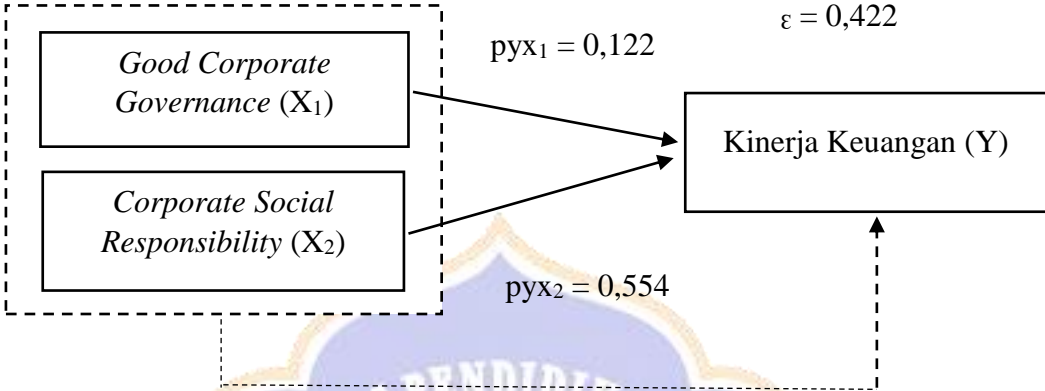 ε = 0,422
pyx₁ = 0,122
Good Corporate
Governance (X₁)
Kinerja Keuangan (Y)
Corporate Social
Responsibility (X₂)
pyx₂ = 0,554